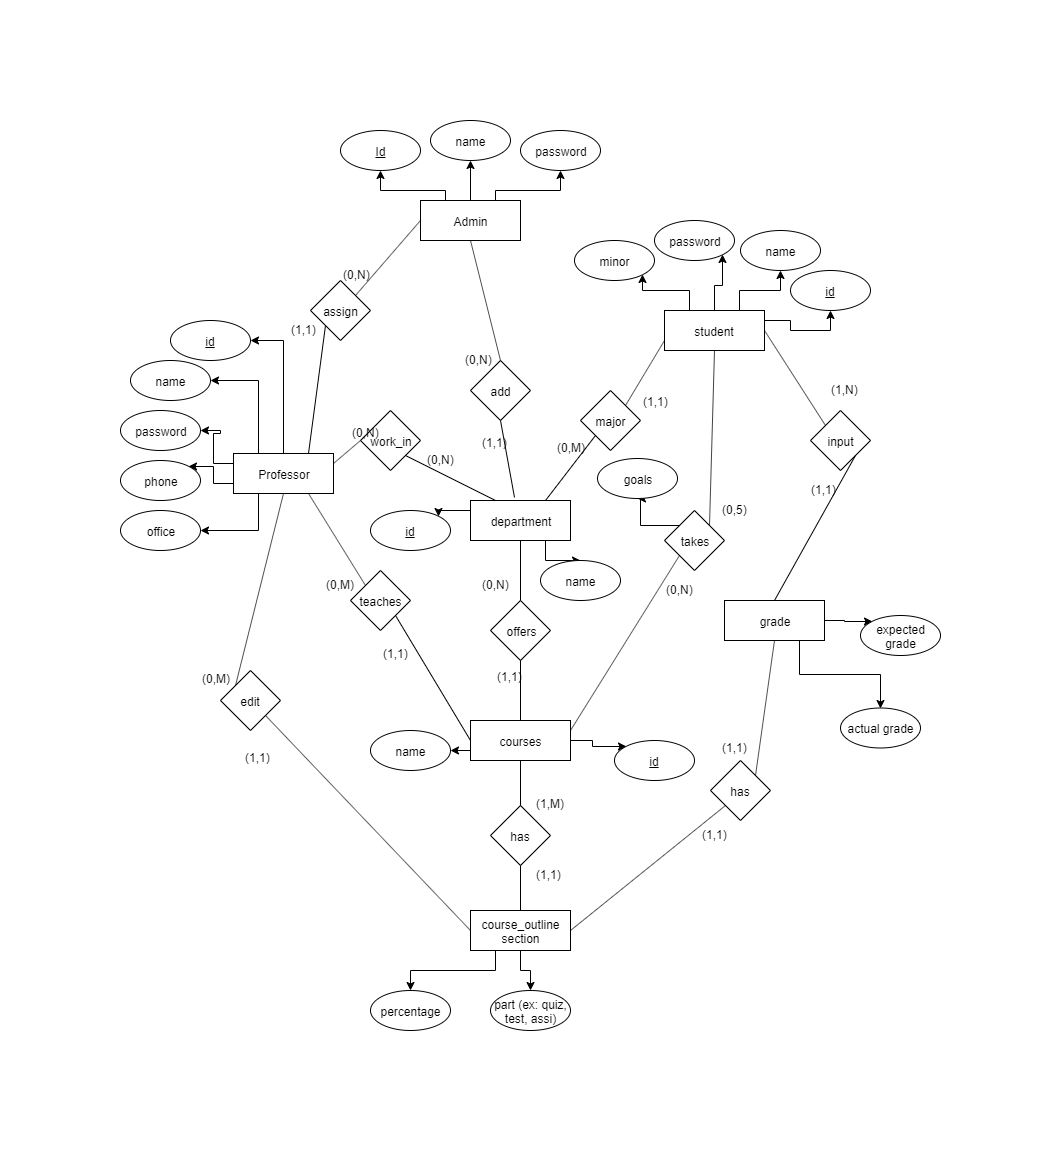 Id
name
password
Admin
minor
password
name
id
student
(0,N)
assign
(1,1)
id
name
password
phone
office
Professor
(0,N)
add
(1,1)
(0,N)
work_in
(0,N)
major
(1,1)
(0,M)
(1,N)
input
(1,1)
goals
(0,5)
takes
(0,N)
department
id
name
(0,M)
teaches
(1,1)
(0,N)
offers
(1,1)
grade
expected
grade
actual grade
(0,M)
edit
(1,1)
name
courses
id
(1,M)
has
(1,1)
(1,1)
has
(1,1)
course_outline
section
percentage
part (ex: quiz,
test, assi)